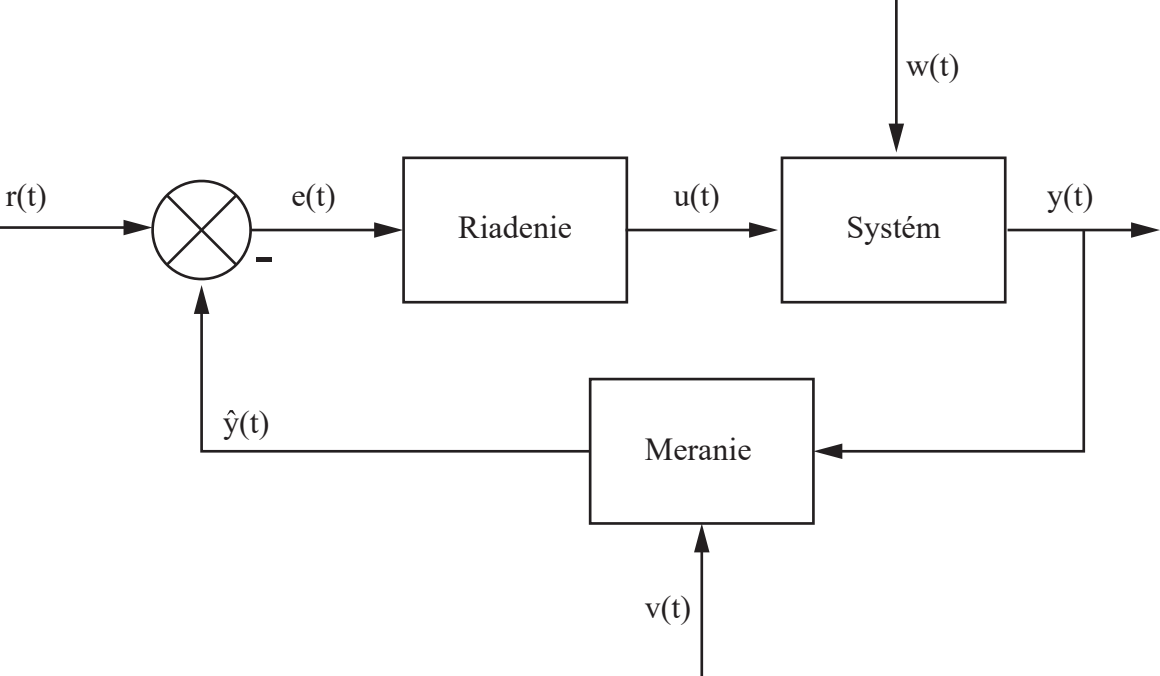 w(t)
r(t)
e(t)
Riadenie
u(t)
Systém
y(t)
-
ŷ(t)
Meranie
v(t)